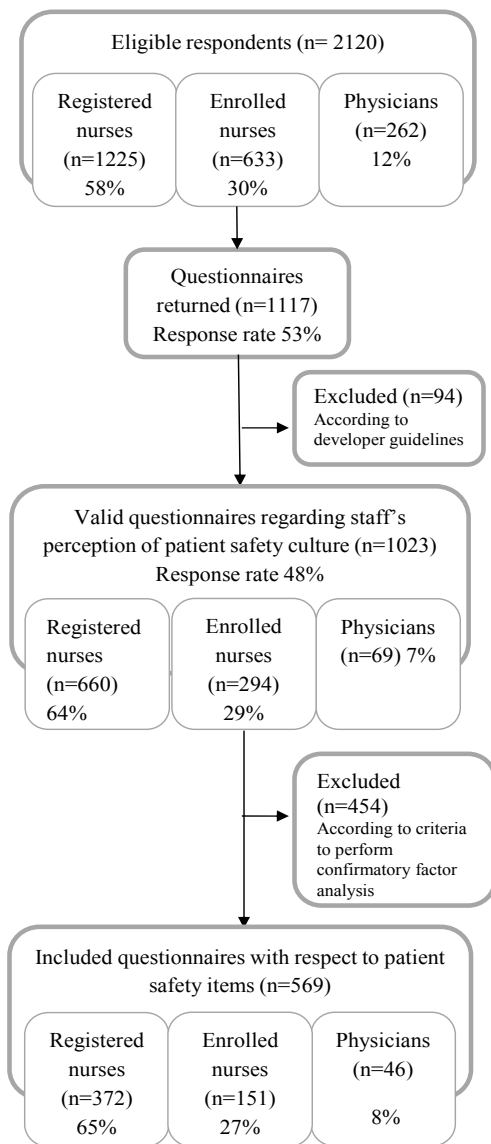 Eligible respondents (n= 2120)
Registered
nurses
(n=1225)
58%
Enrolled
nurses
(n=633)
30%
Physicians
(n=262)
12%
Questionnaires
returned (n=1117)
Response rate 53%
Excluded (n=94)
According to
developer guidelines
Valid questionnaires regarding staff’s
perception of patient safety culture (n=1023)
Response rate 48%
Registered
nurses
(n=660)
64%
Enrolled
nurses
(n=294)
29%
Physicians
(n=69) 7%
Excluded
(n=454)
According to criteria
to perform
confirmatory factor
analysis
Included questionnaires with respect to patient
safety items (n=569)
Registered
nurses
(n=372)
65%
Enrolled
nurses
(n=151)
27%
Physicians
(n=46)
8%